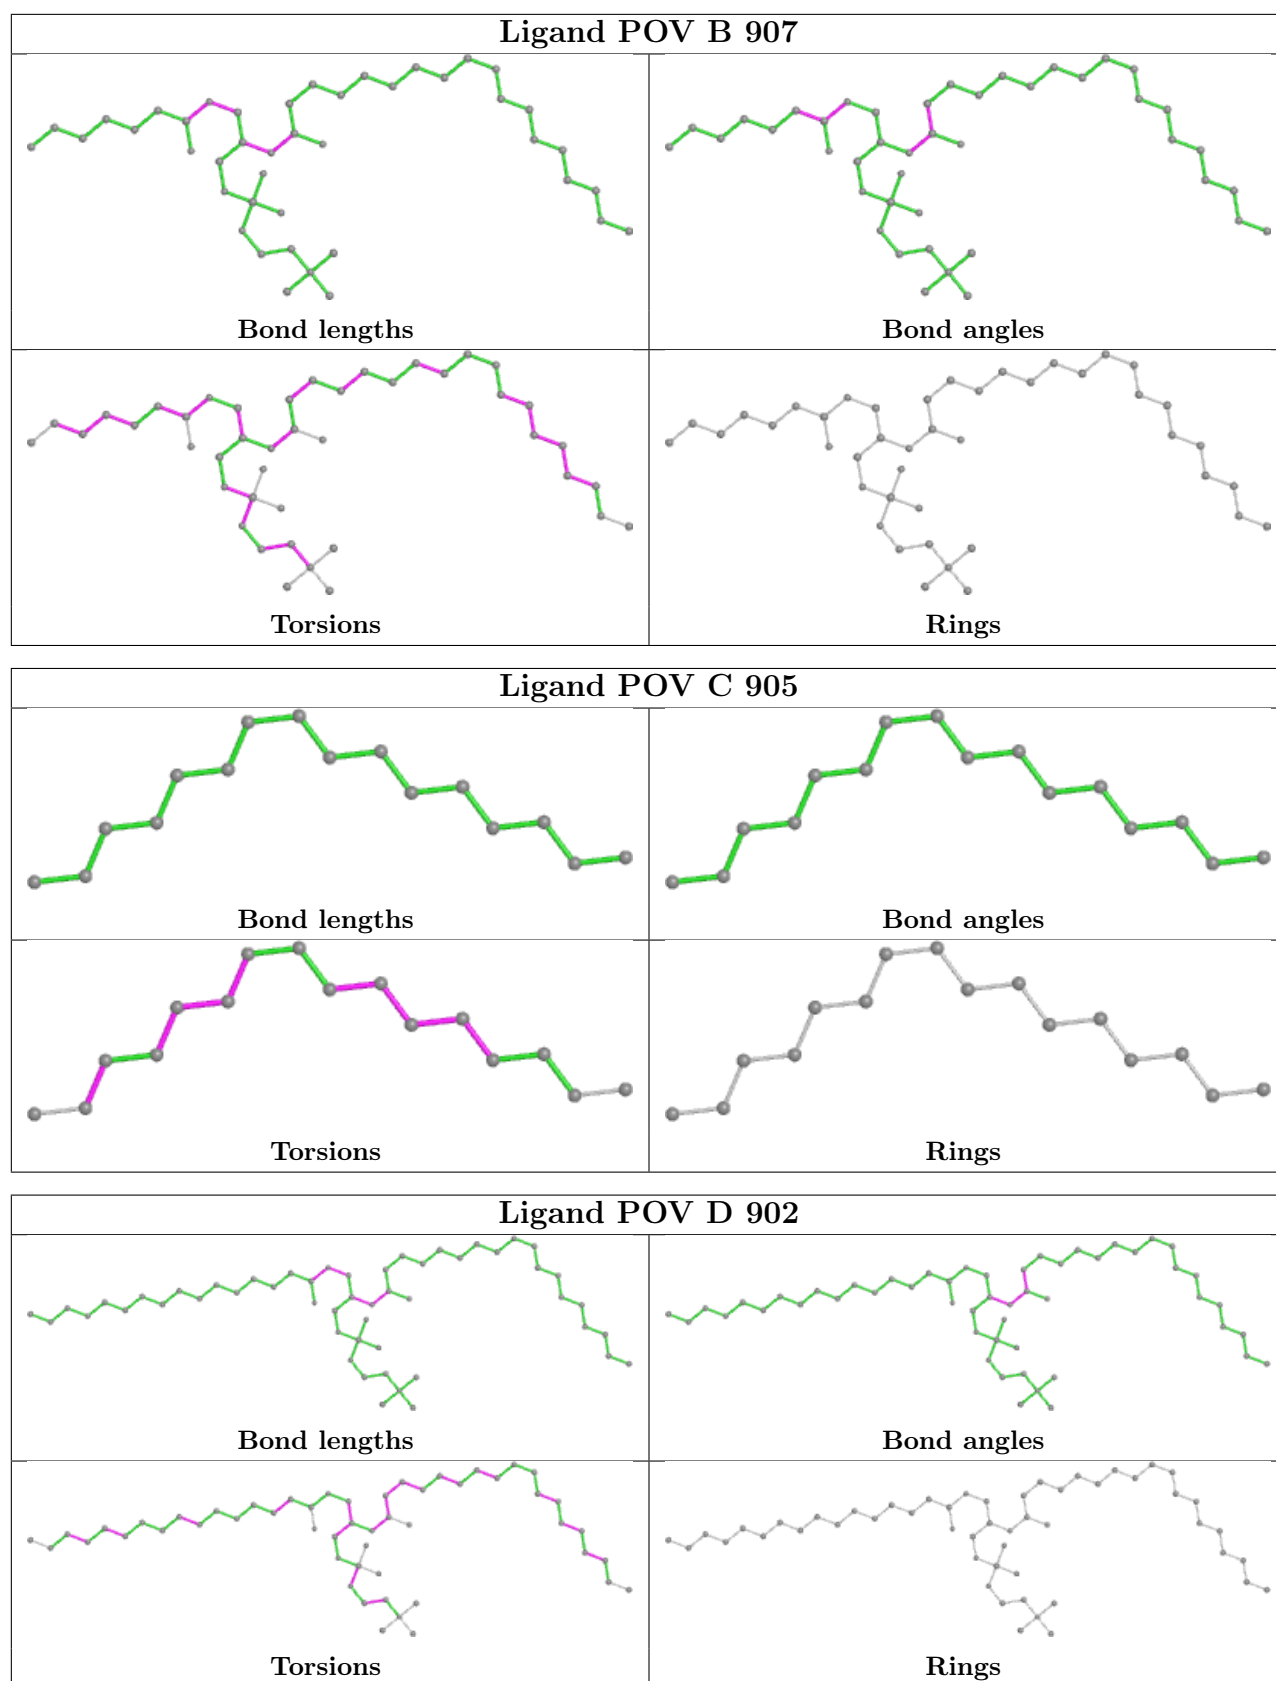 Ligand POV B 907
Bond lengths
Bond angles
Torsions
Rings
Ligand POV C 905
Bond lengths
Bond angles
Torsions
Rings
Ligand POV D 902
Bond lengths
Bond angles
Torsions
Rings